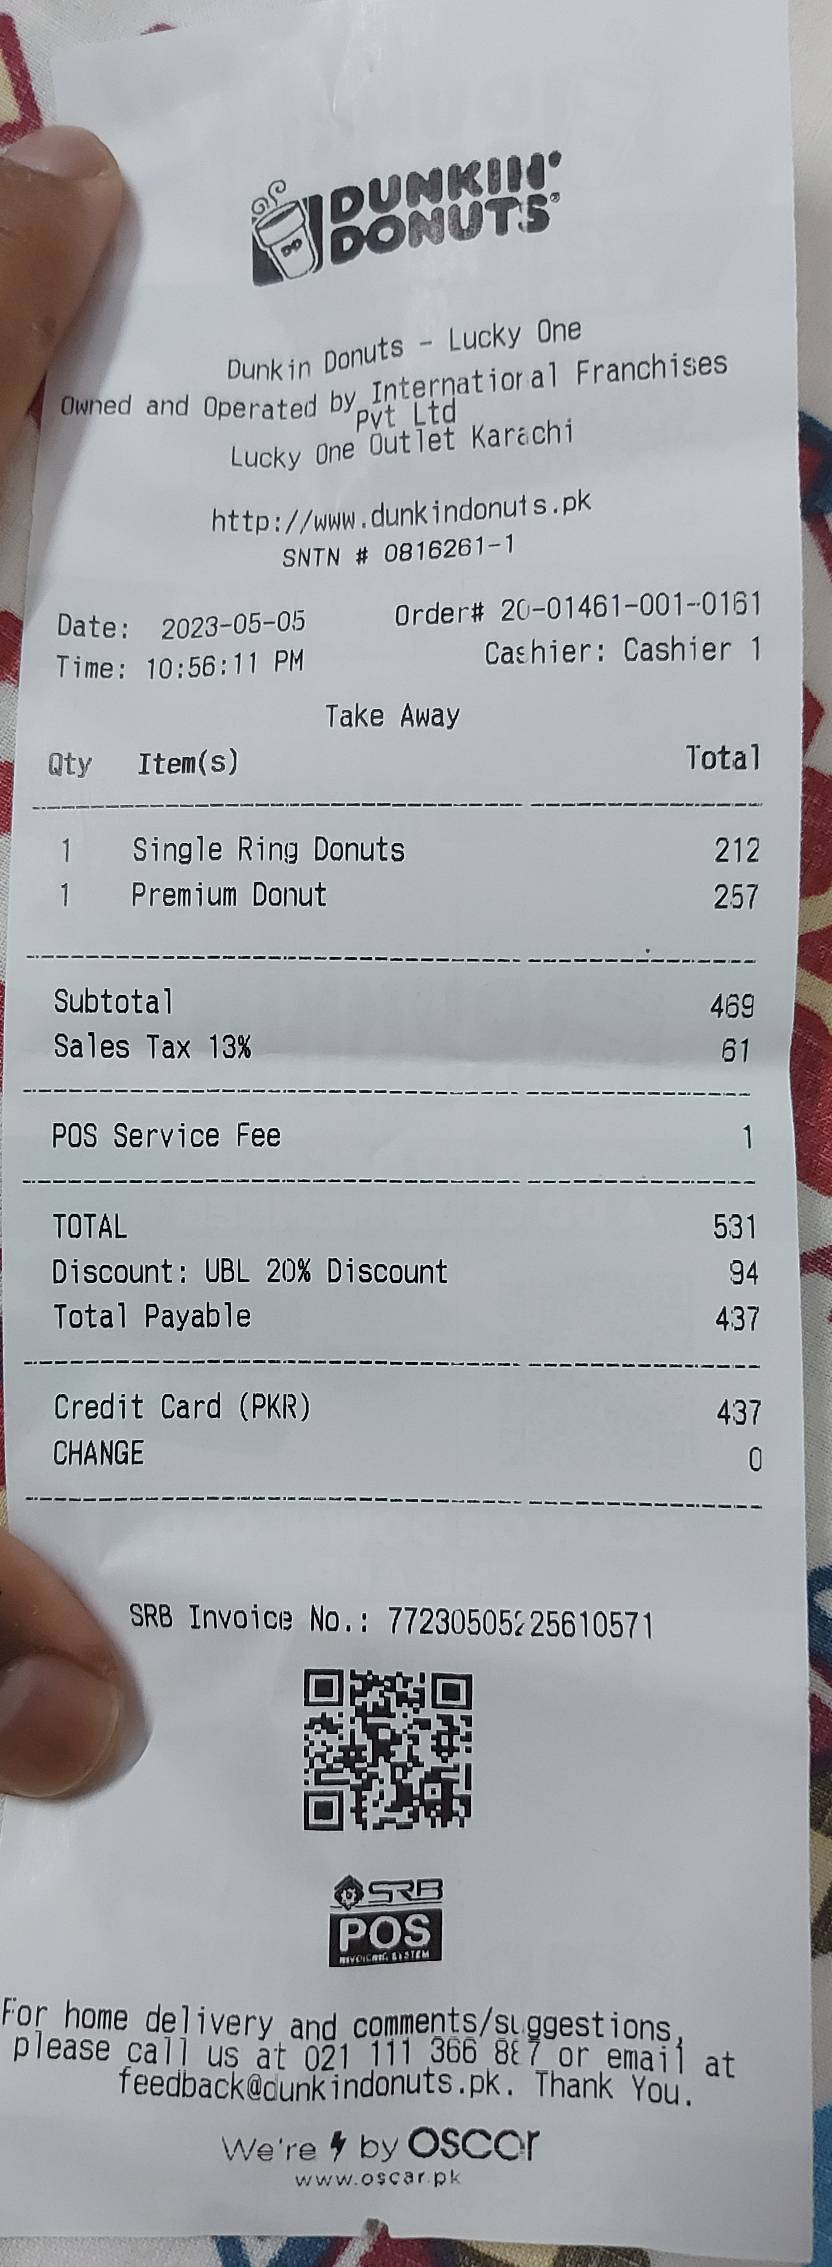 DUNKIN'
DONUTS
Dunkin Donuts - Lucky One
Owned and Operated by International Franchises
Pvt Ltd
Lucky One Outlet Karachi
http://www.dunkindonuts.pk
SNTN # 0816261-1
Date: 2023-05-05 Order# 20-01461-001-0161
Time: 10:56:11 PM Cashier: Cashier 1
Take Away
Qty Item(s) Total
1 Single Ring Donuts 212
1 Premium Donut 257
Subtotal 469
Sales Tax 13% 61
POS Service Fee 1
TOTAL 531
Discount: UBL 20% Discount 94
Total Payable 437
Credit Card (PKR) 437
CHANGE 0
SRB Invoice No.: 772305052225610571
SRB
POS
INVOICING SYSTEM
For home delivery and comments/suggestions,
please call us at 021 111 366 887 or email at
feedback@dunkindonuts.pk. Thank You.
We're by OSCAr
www.oscar.pk